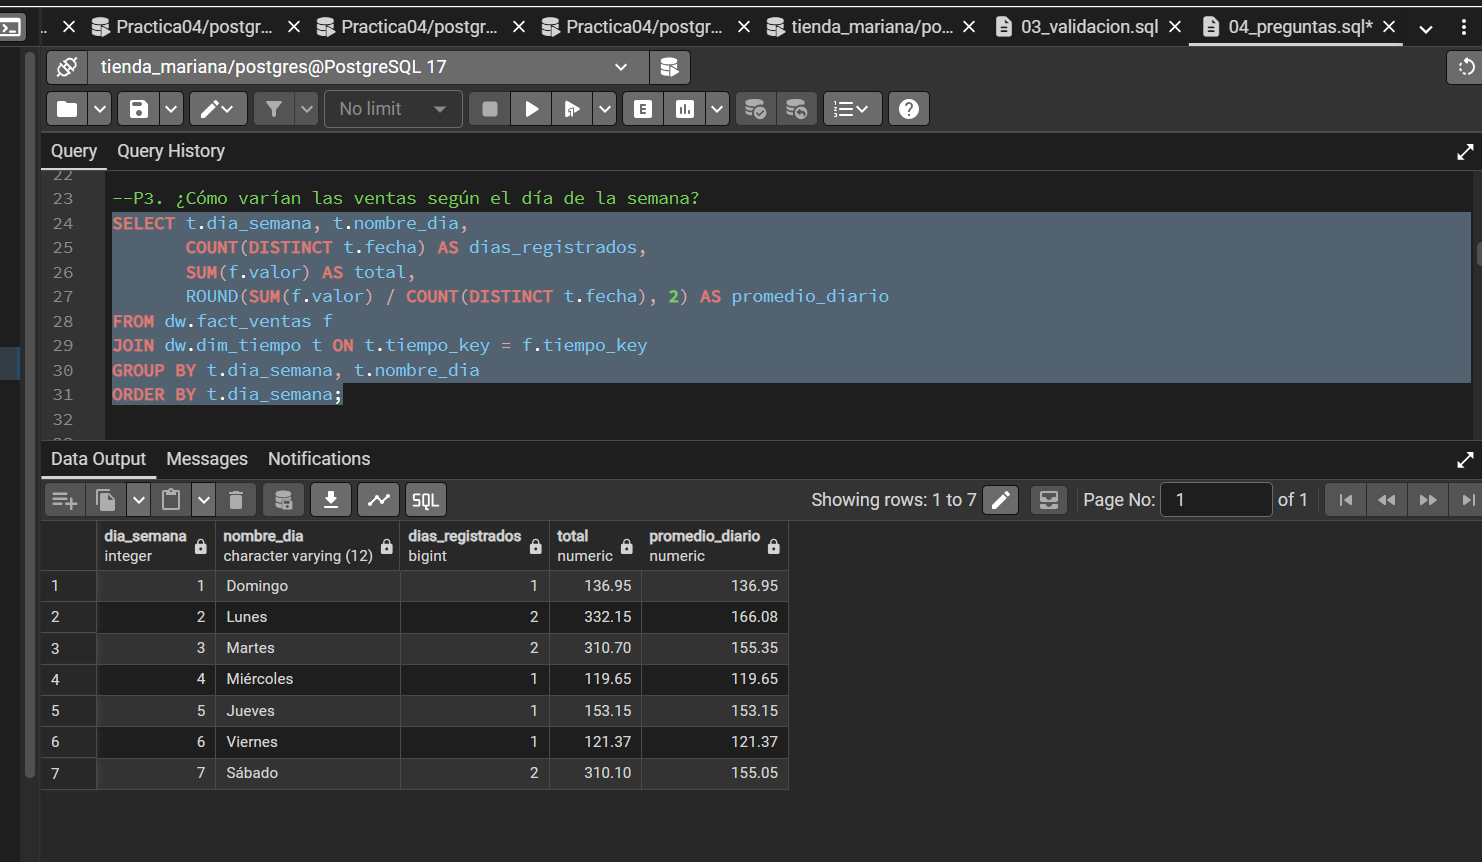 .. Practica04/postgr... Practica04/postgr... Practica04/postgr... tienda_mariana/po... 03_validacion.sql 04_preguntas.sql*
tienda_mariana/postgres@PostgreSQL 17
No limit E
Query Query History
22
23 --P3. ¿Cómo varían las ventas según el día de la semana?
24 SELECT t.dia_semana, t.nombre_dia,
25 COUNT(DISTINCT t.fecha) AS dias_registrados,
26 SUM(f.valor) AS total,
27 ROUND(SUM(f.valor) / COUNT(DISTINCT t.fecha), 2) AS promedio_diario
28 FROM dw.fact_ventas f
29 JOIN dw.dim_tiempo t ON t.tiempo_key = f.tiempo_key
30 GROUP BY t.dia_semana, t.nombre_dia
31 ORDER BY t.dia_semana;
32
Data Output Messages Notifications
SQL Showing rows: 1 to 7 Page No: 1 of 1
dia_semana nombre_dia dias_registrados total promedio_diario
integer character varying (12) bigint numeric numeric
1 1 Domingo 1 136.95 136.95
2 2 Lunes 2 332.15 166.08
3 3 Martes 2 310.70 155.35
4 4 Miércoles 1 119.65 119.65
5 5 Jueves 1 153.15 153.15
6 6 Viernes 1 121.37 121.37
7 7 Sábado 2 310.10 155.05